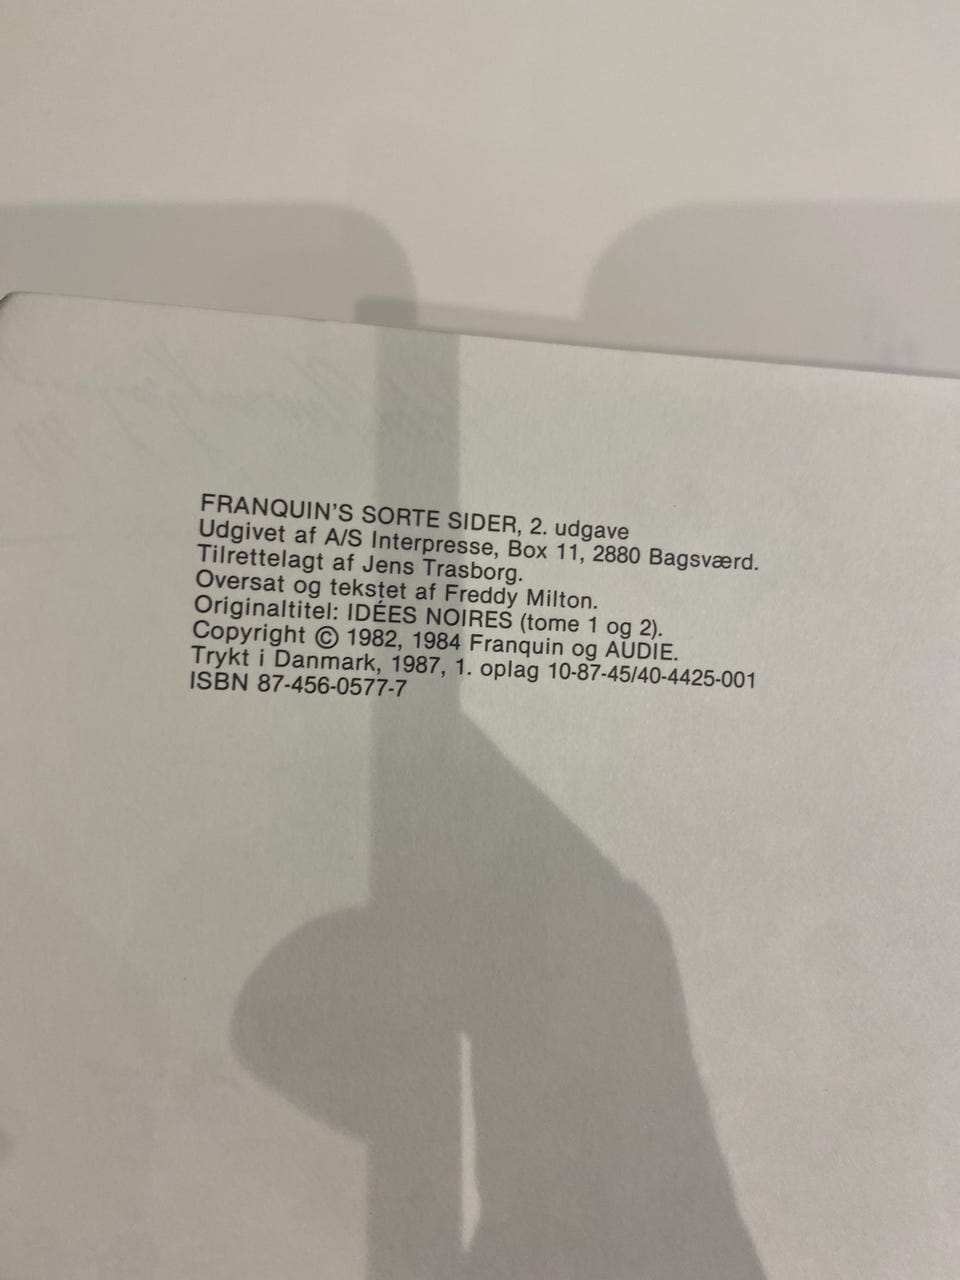 FRANQUIN'S SORTE SIDER, 2. udgave
Udgivet af A/S Interpresse, Box 11, 2880 Bagsværd.
Tilrettelagt af Jens Trasborg.
Oversat og tekstet af Freddy Milton.
Originaltitel: IDÉES NOIRES (tome 1 og 2).
Copyright © 1982, 1984 Franquin og AUDIE.
Trykt i Danmark, 1987, 1. oplag 10-87-45/40-4425-001
ISBN 87-456-0577-7